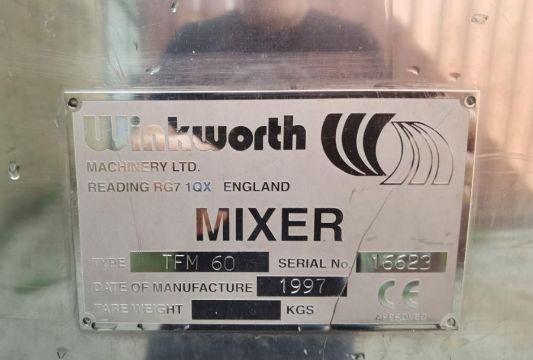 Winkworth
MACHINERY LTD.
READING RG7 1QX ENGLAND
MIXER
TYPE TFM 60 SERIAL No. 16623
DATE OF MANUFACTURE 1997
TARE WEIGHT KGS
CE
APPROVED